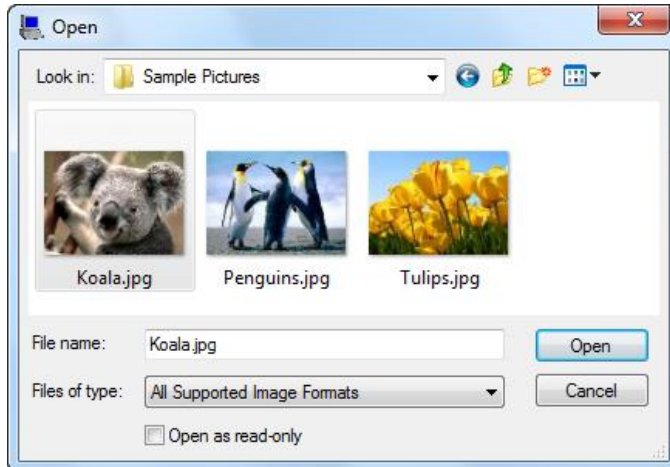 Open
Look in: Sample Pictures
Koala.jpg Penguins.jpg Tulips.jpg
File name: Koala.jpg Open
Files of type: All Supported Image Formats Cancel
Open as read-only